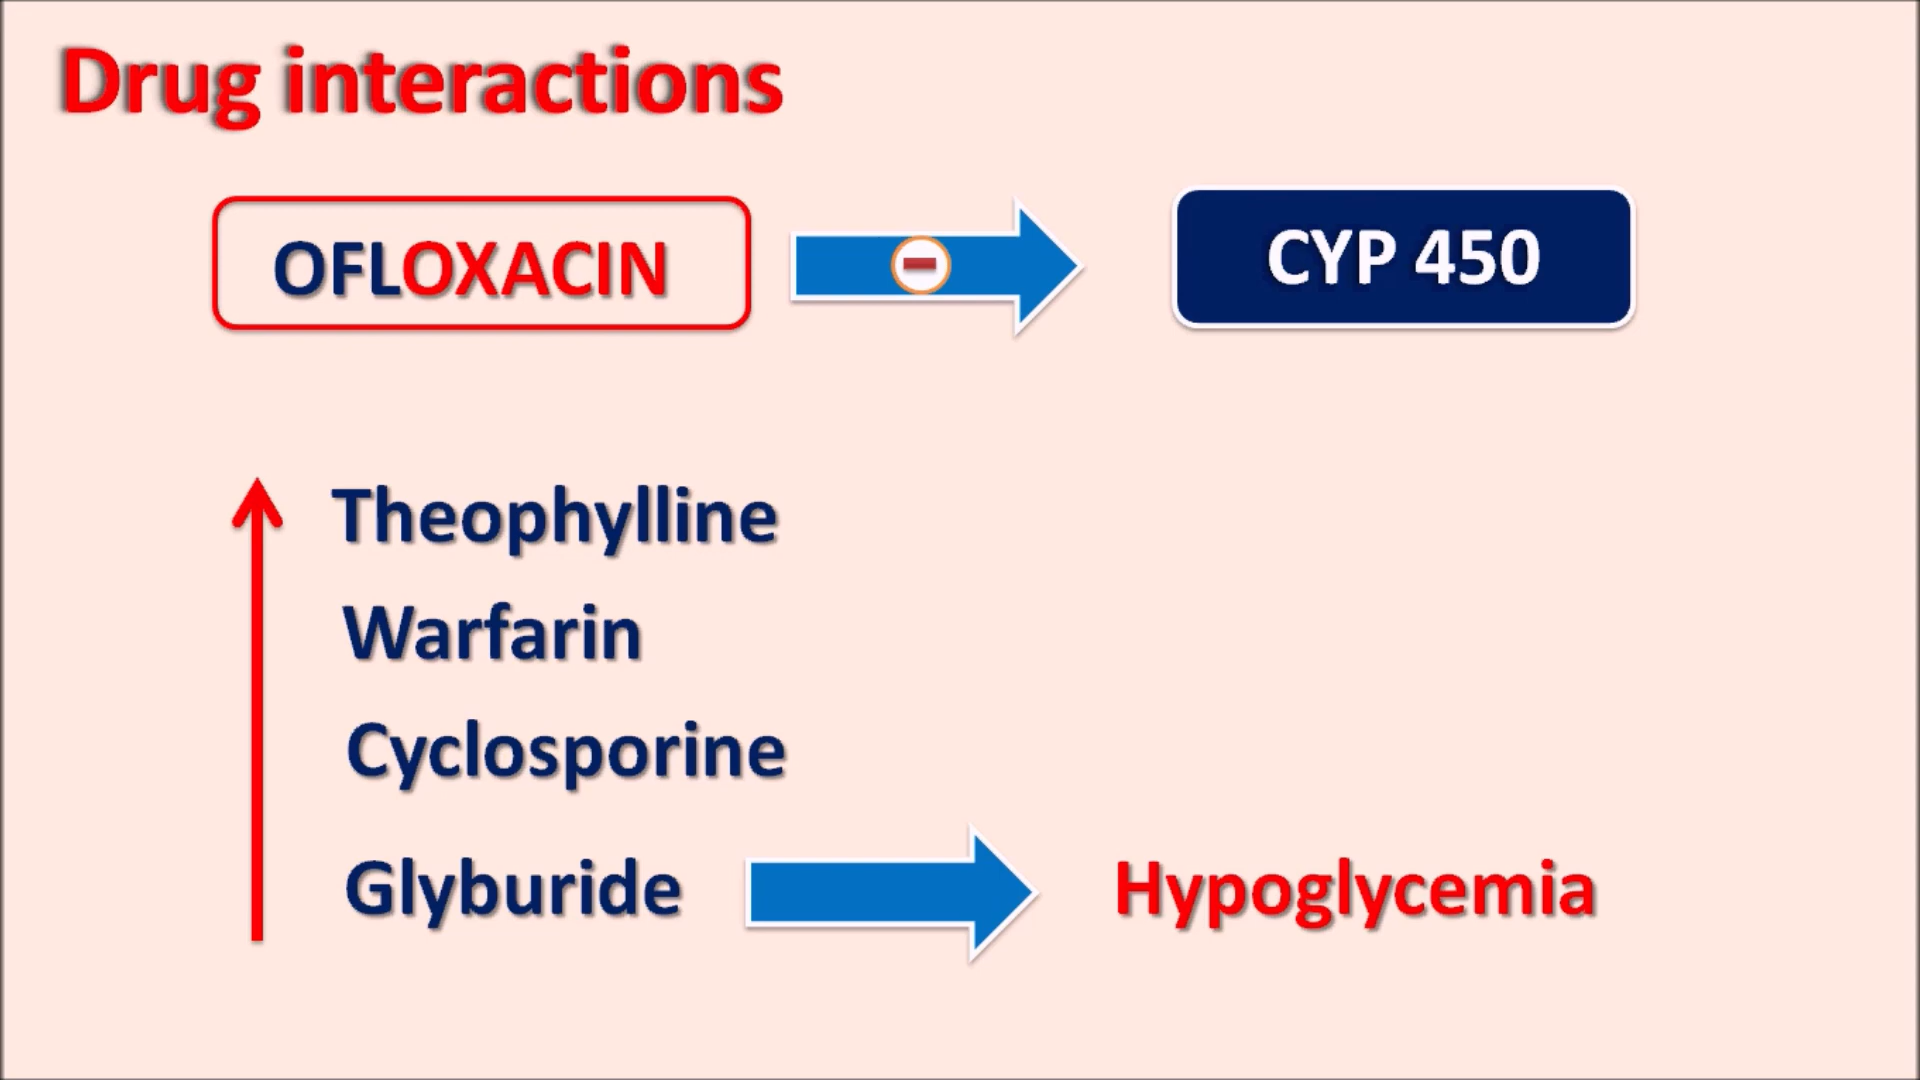 Drug interactions
OFLOXACIN
CYP 450
Theophylline
Warfarin
Cyclosporine
Glyburide
Hypoglycemia